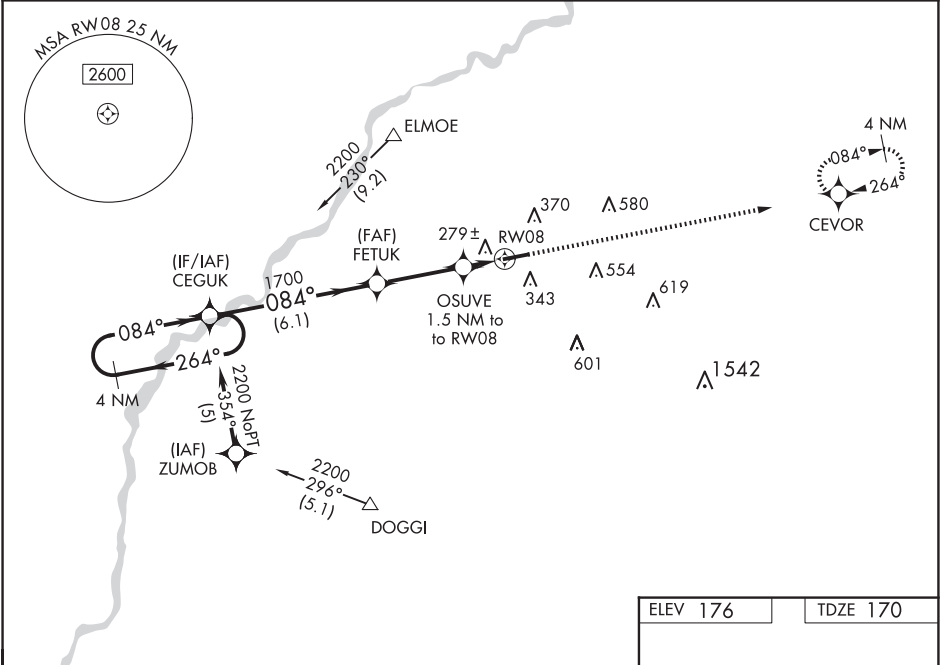 MSA RW08 25 NM
2600
ELMOE
2200
230°
(9.2)
4 NM
084°
264°
CEVOR
370
580
279±
RW08
(FAF)
FETUK
(IF/IAF)
CEGUK
1700
084°
(6.1)
OSUVE
1.5 NM to
to RW08
343
554
619
601
1542
084°
264°
4 NM
2200 NoPT
354°
(5)
(IAF)
ZUMOB
2200
296°
(5.1)
DOGGI
ELEV 176
TDZE 170